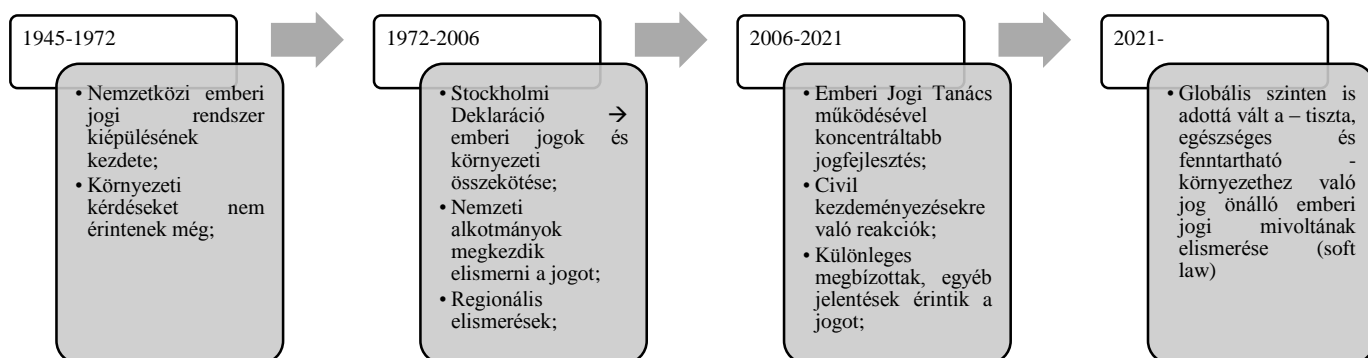 1945-1972
• Nemzetközi emberi
jogi rendszer
kiépülésének
kezdete;
• Környezeti
kérdéseket nem
érintenek még;
1972-2006
• Stockholmi
Deklaráció →
emberi jogok és
környezeti
összekötése;
• Nemzeti
alkotmányok
megkezdik
elismerni a jogot;
• Regionális
elismerések;
2006-2021
• Emberi Jogi Tanács
működésével
koncentráltabb
jogfejlesztés;
• Civil
kezdeményezésekre
való reakciók;
• Különleges
megbízottak, egyéb
jelentések érintik a
jogot;
2021-
• Globális szinten is
adottá vált a – tiszta,
egészséges és
fenntartható -
környezethez való
jog önálló emberi
jogi mivoltának
elismerése (soft
law)